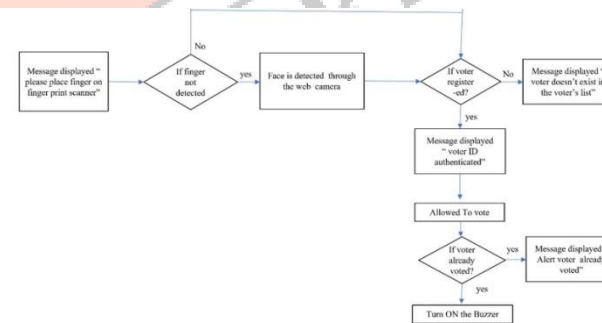 No
Message displayed “
please place finger on
finger print scanner”
If finger
not
detected
yes
Face is detected through
the web camera
If voter
register
-ed?
No
Message displayed “
voter doesn’t exist in
the voter’s list”
yes
Message displayed
“ voter ID
authenticated”
Allowed To vote
If voter
already
voted?
yes
Message displayed
Alert voter already
voted”
yes
Turn ON the Buzzer